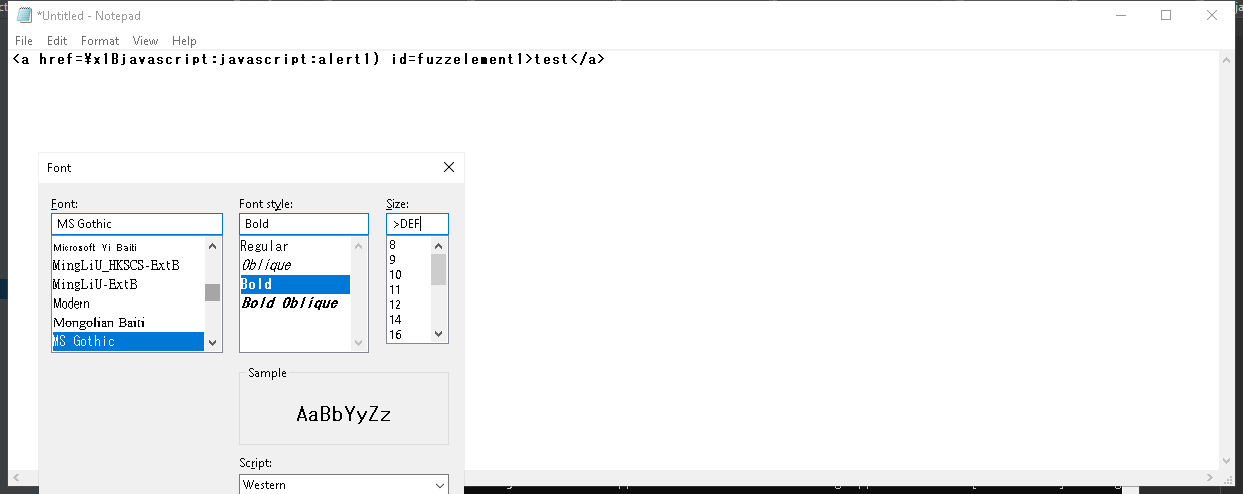 *Untitled - Notepad
File Edit Format View Help
<a href=¥x1Bjavascript:javascript:alert1) id=fuzzelement1>test</a>
Font
Font: Font style: Size:
MS Gothic Bold >DEF
Microsoft Yi Baiti
MingLiU_HKSCS-ExtB
MingLiU-ExtB
Modern
Mongolian Baiti
MS Gothic
Regular
Oblique
Bold
Bold Oblique
8
9
10
11
12
14
16
Sample
AaBbYyZz
Script:
Western